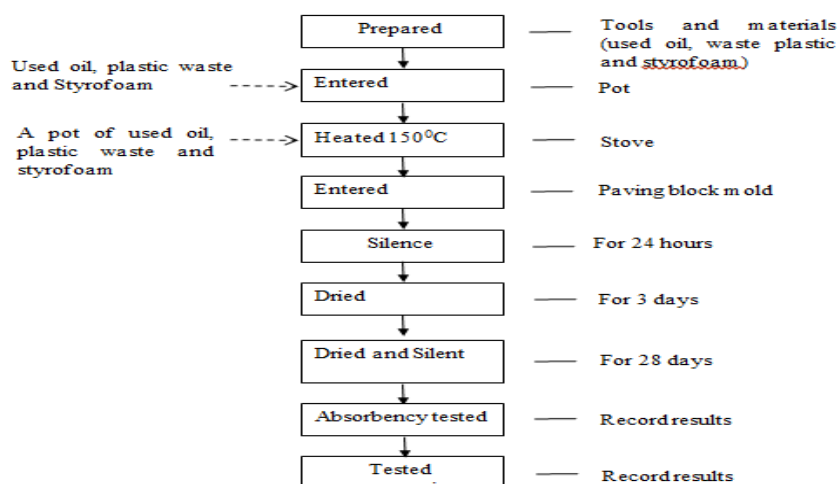 Prepared
Tools and materials
(used oil, waste plastic
and styrofoam)
Used oil, plastic waste
and Styrofoam
Entered
Pot
A pot of used oil,
plastic waste and
styrofoam
Heated 150⁰C
Stove
Entered
Paving block mold
Silence
For 24 hours
Dried
For 3 days
Dried and Silent
For 28 days
Absorbency tested
Record results
Tested
Record results